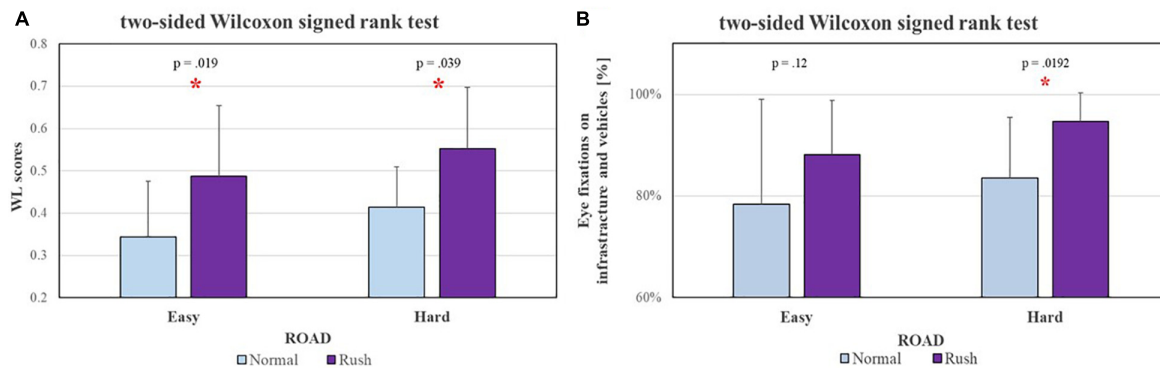 A
two-sided Wilcoxon signed rank test
0.8
0.7
0.6
0.5
0.4
0.3
0.2
WL scores
p = .019
*
p = .039
*
Easy
Hard
ROAD
Normal
Rush
B
two-sided Wilcoxon signed rank test
100%
80%
60%
Eye fixations on
infrastracture and vehicles [%]
p = .12
p = .0192
*
Easy
Hard
ROAD
Normal
Rush